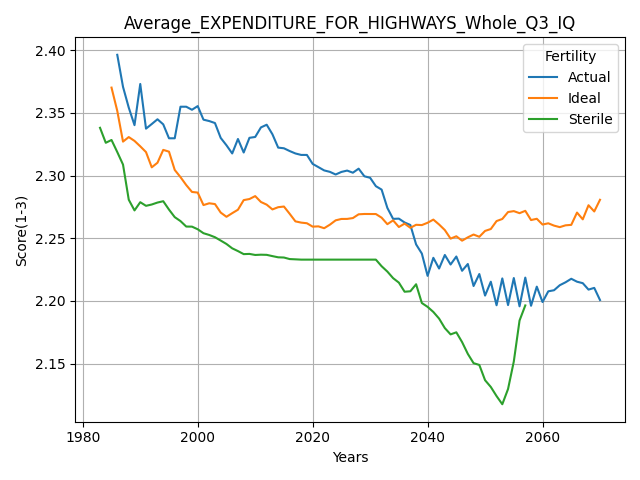 Average_EXPENDITURE_FOR_HIGHWAYS_Whole_Q3_IQ
Fertility
Actual
Ideal
Sterile
Score(1-3)
2.40
2.35
2.30
2.25
2.20
2.15
1980
2000
2020
2040
2060
Years